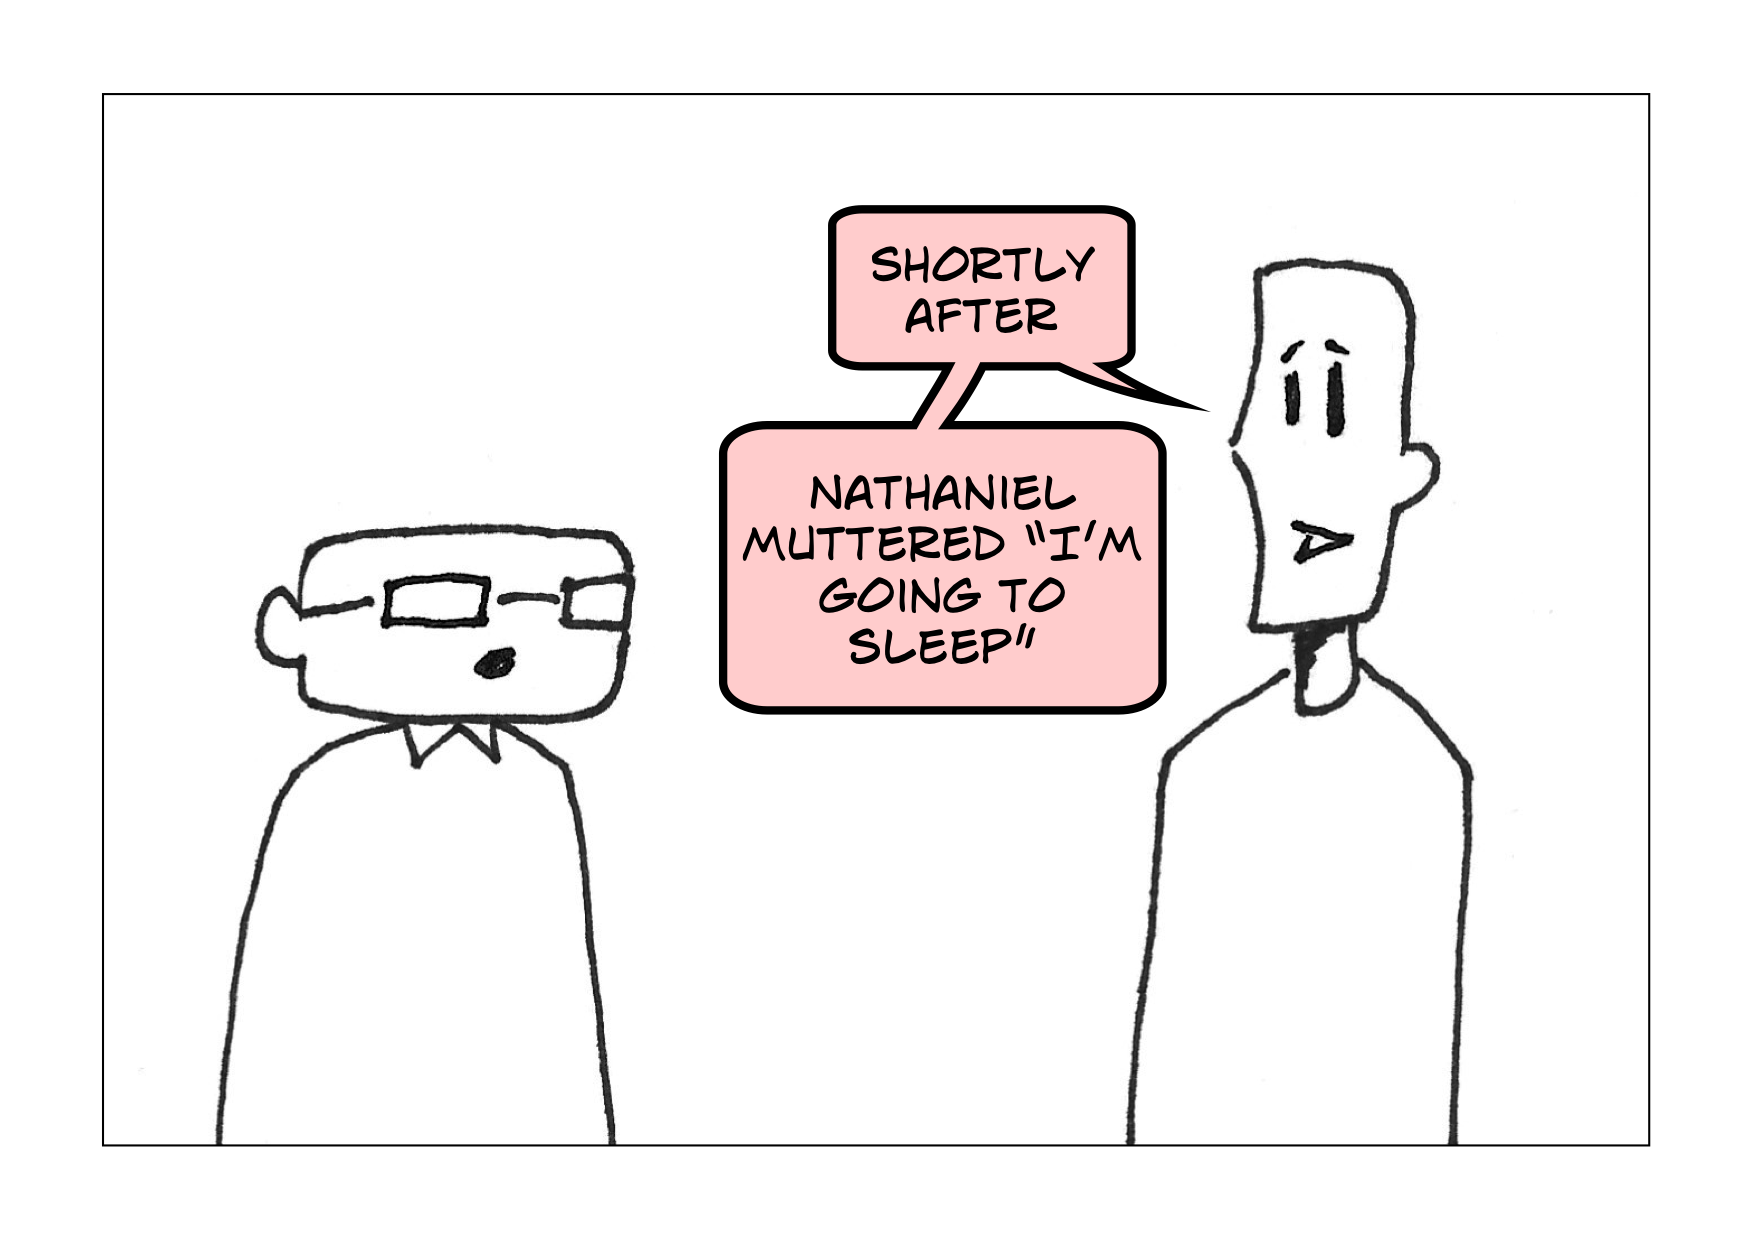 SHORTLY
AFTER
NATHANIEL
MUTTERED "I'M
GOING TO
SLEEP"